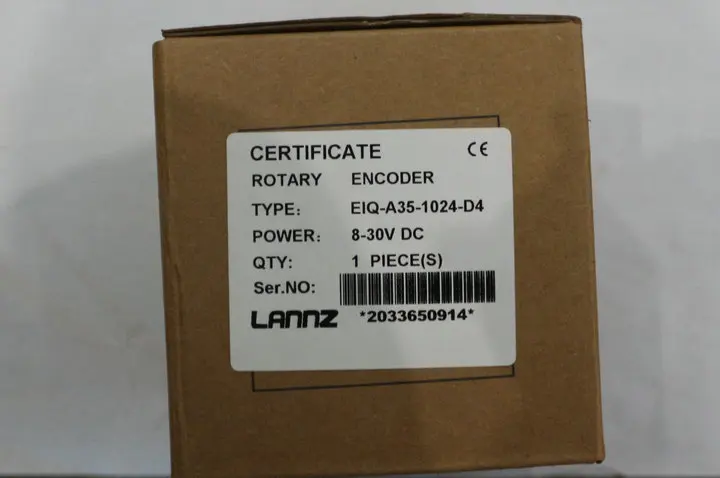 CERTIFICATE CE
ROTARY ENCODER
TYPE: EIQ-A35-1024-D4
POWER: 8-30V DC
QTY: 1 PIECE(S)
Ser.NO:
LANNZ *2033650914*